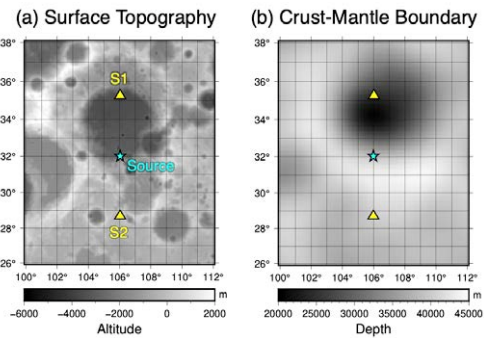 (a) Surface Topography
(b) Crust-Mantle Boundary
38°
36°
34°
32°
30°
28°
26°
S1
Source
S2
100° 102° 104° 106° 108° 110° 112°
−6000 −4000 −2000 0 2000 m
Altitude
38°
36°
34°
32°
30°
28°
26°
100° 102° 104° 106° 108° 110° 112°
20000 25000 30000 35000 40000 45000 m
Depth